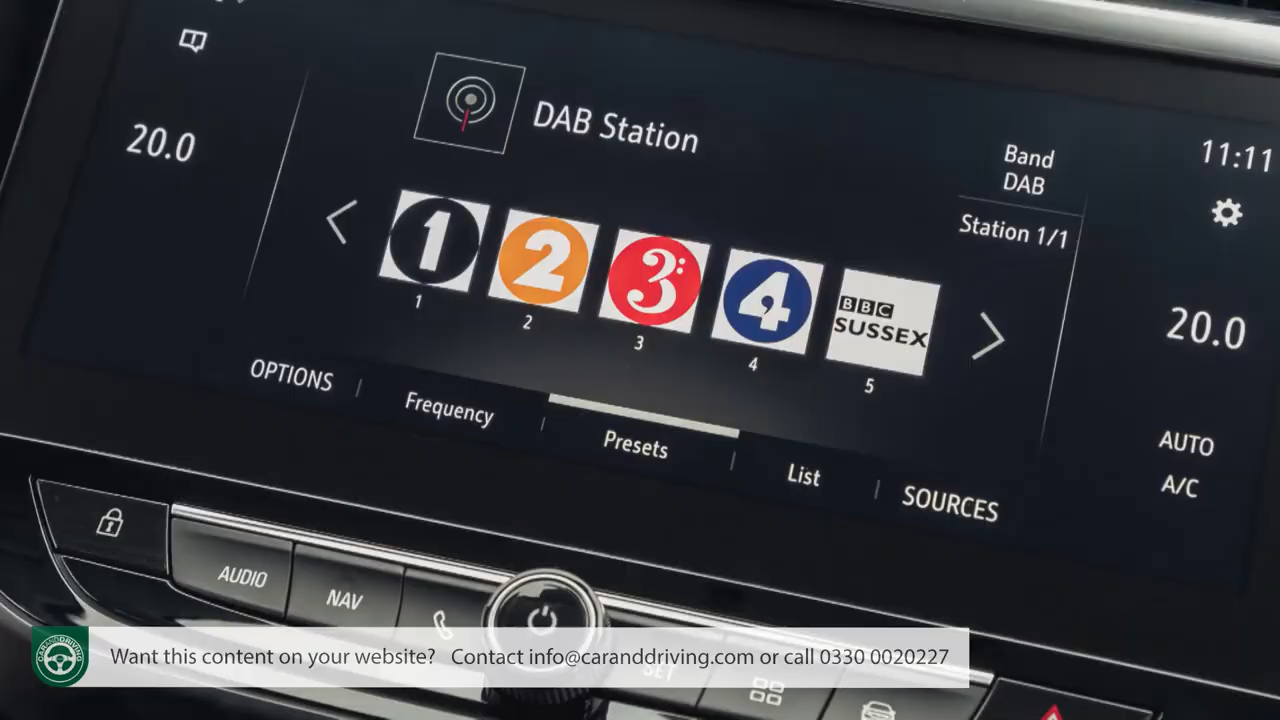 DAB Station
20.0
11:11
Band
DAB
Station 1/1
1
2
3
4
BBC
SUSSEX
1
2
3
4
5
20.0
OPTIONS
Frequency
Presets
List
SOURCES
AUTO
A/C
AUDIO
NAV
SET
CARANDDRIVING
Want this content on your website? Contact info@caranddriving.com or call 0330 0020227